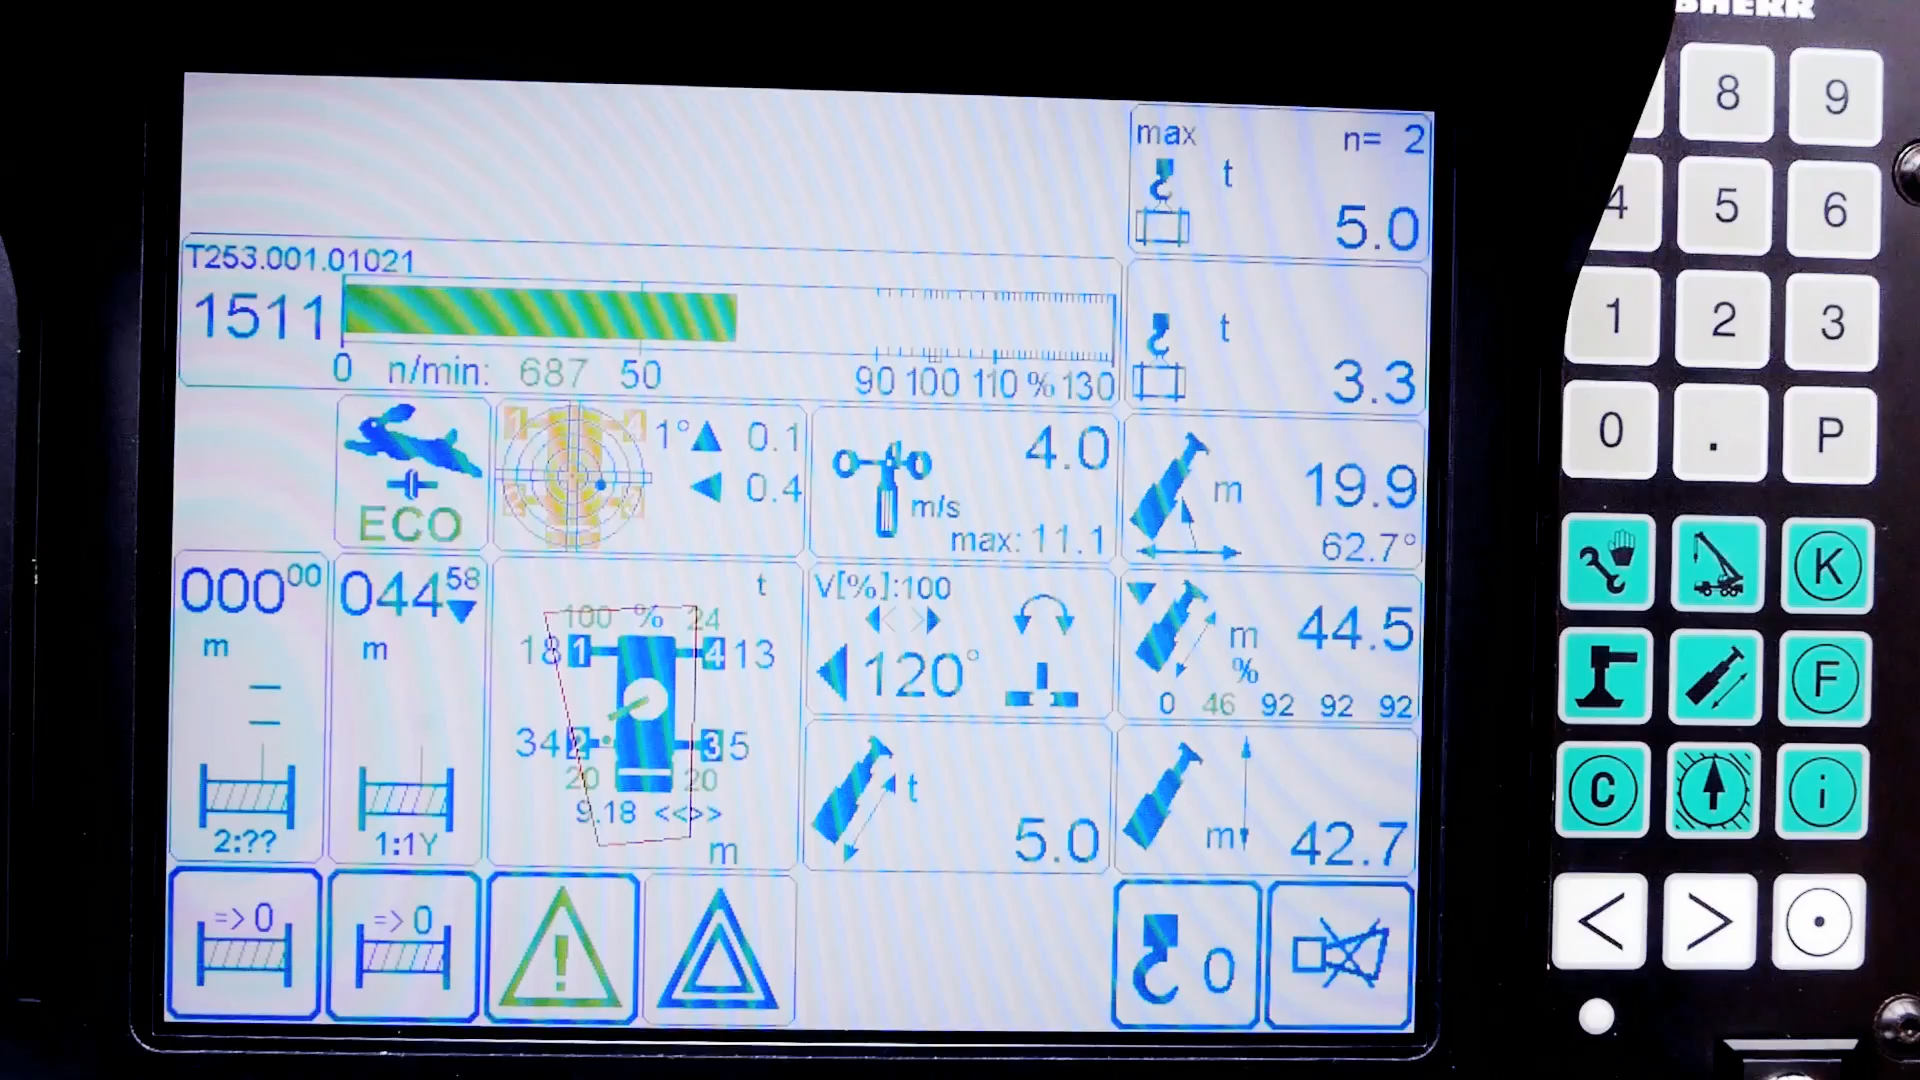 BHERR
max n= 2
t
5.0
T253.001.01021
1511
0 n/min: 687 50 90 100 110 % 130
t
3.3
ECO
1 4
1° 0.1
0.4
4.0
m/s
max: 11.1
m 19.9
62.7°
000 00
m
2:??
044 58
m
1:1Y
t
100 % 24
18 1 4 13
34 2 3 5
20 20
9.18 <<>>
m
V[%]:100
120°
m 44.5
%
0 46 92 92 92
t
5.0
m 42.7
=> 0
=> 0
!
0
8 9
4 5 6
1 2 3
0 . P
K
F
C i
< >